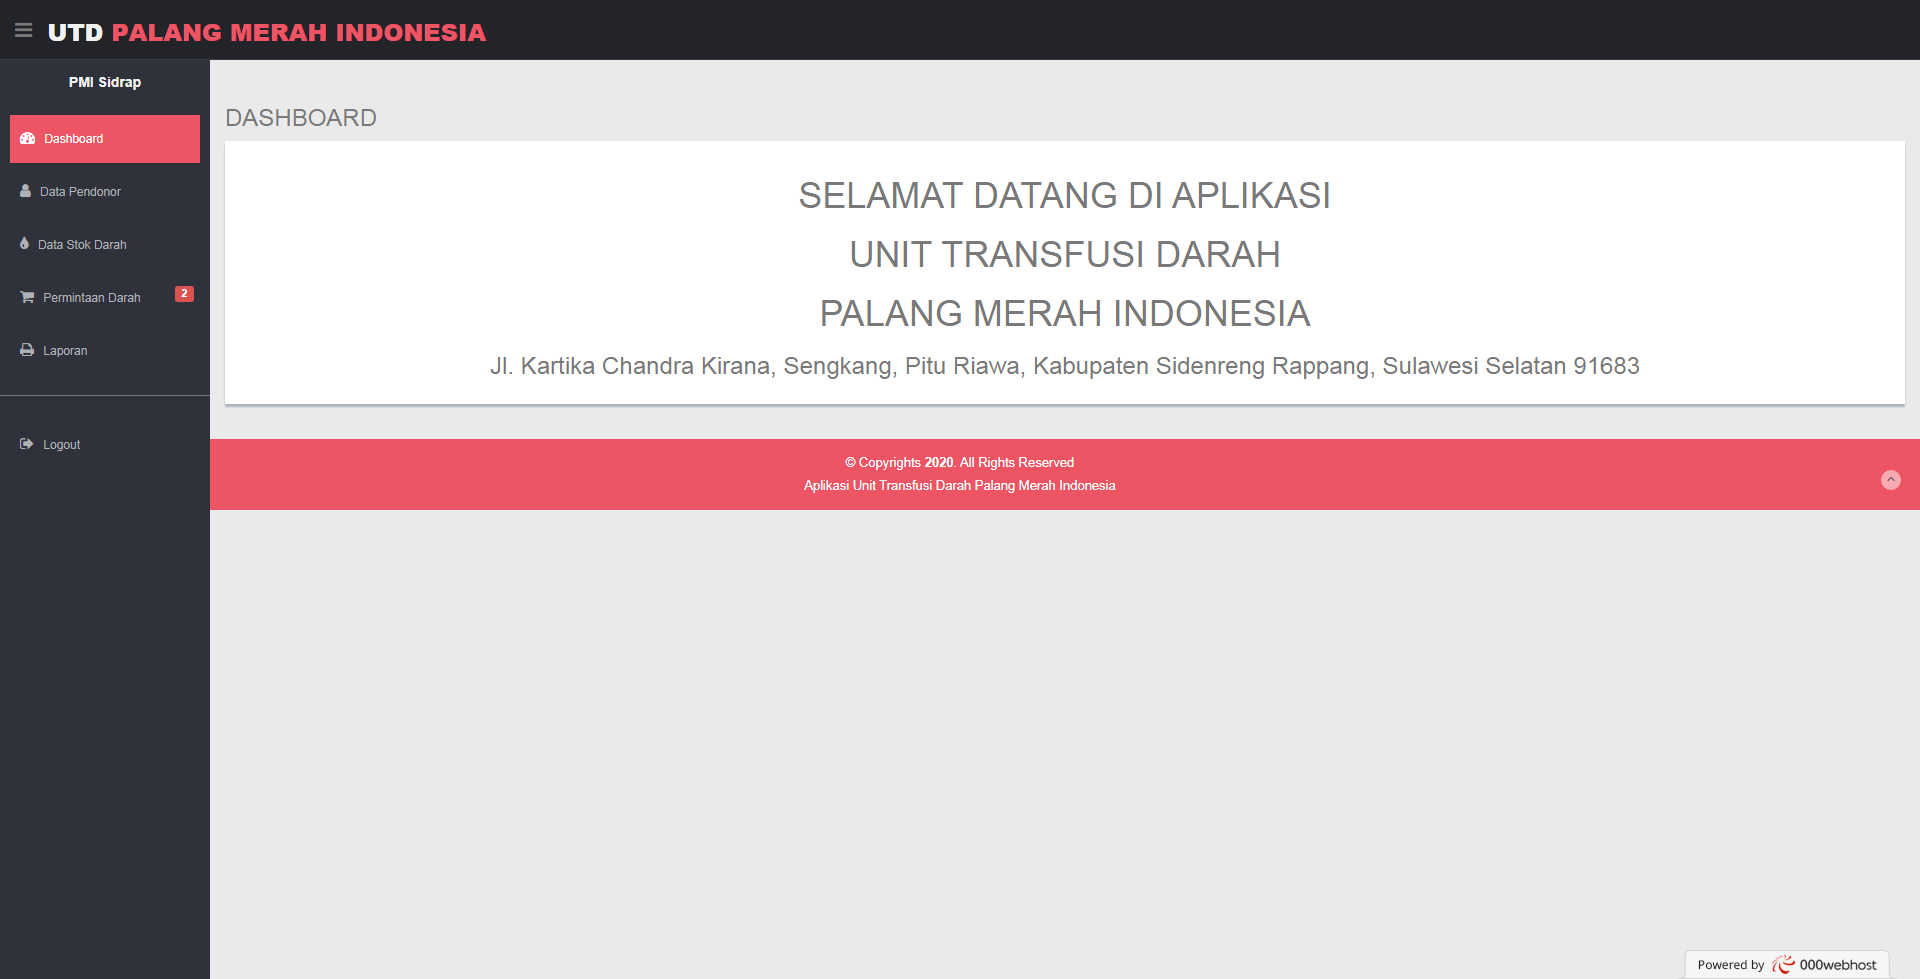 UTD PALANG MERAH INDONESIA
PMI Sidrap
Dashboard
Data Pendonor
Data Stok Darah
Permintaan Darah 2
Laporan
Logout
DASHBOARD
SELAMAT DATANG DI APLIKASI
UNIT TRANSFUSI DARAH
PALANG MERAH INDONESIA
Jl. Kartika Chandra Kirana, Sengkang, Pitu Riawa, Kabupaten Sidenreng Rappang, Sulawesi Selatan 91683
© Copyrights 2020. All Rights Reserved
Aplikasi Unit Transfusi Darah Palang Merah Indonesia
Powered by 000webhost